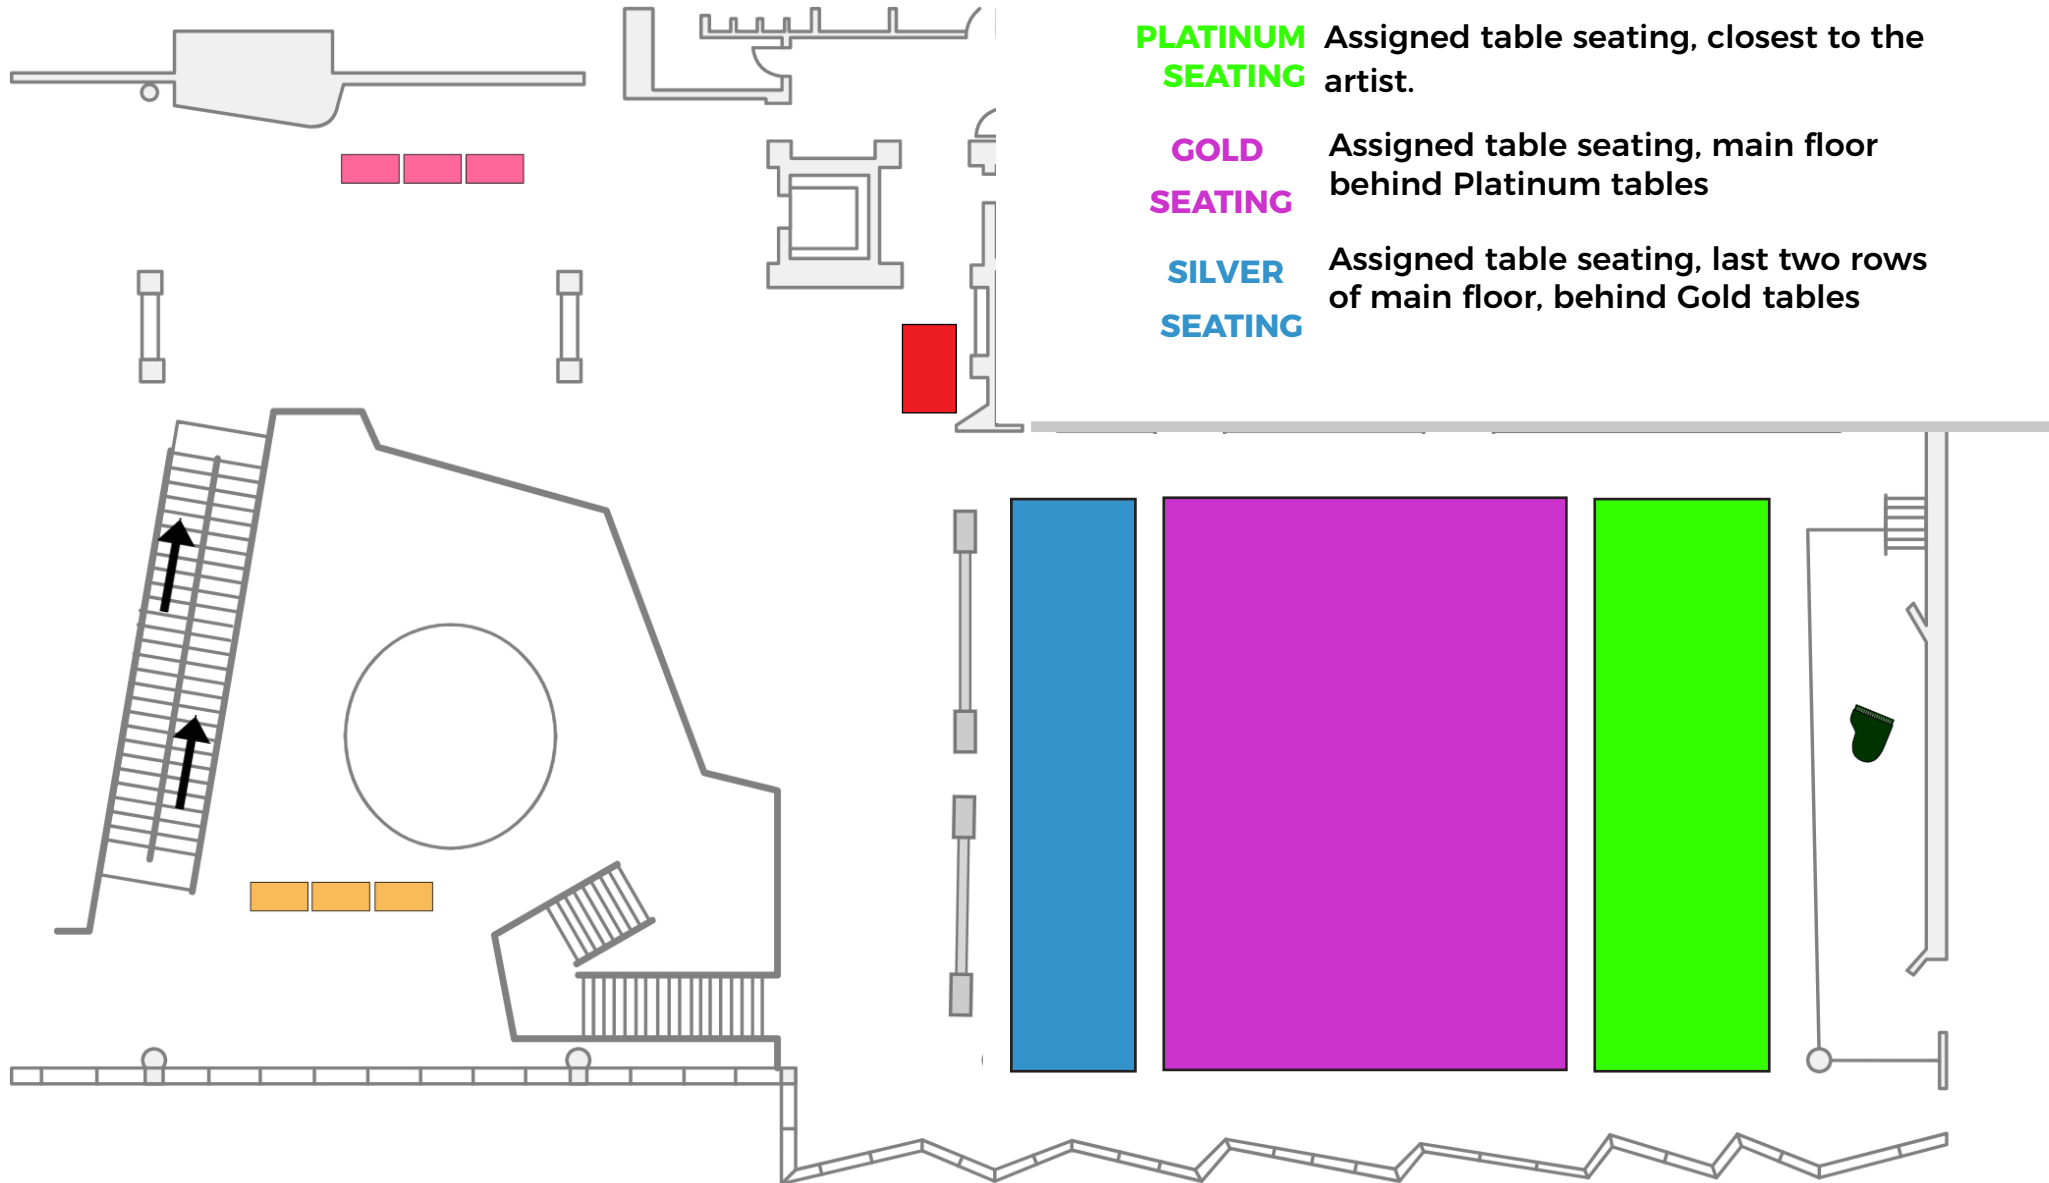 PLATINUM
SEATING
Assigned table seating, closest to the
artist.
GOLD
SEATING
Assigned table seating, main floor
behind Platinum tables
SILVER
SEATING
Assigned table seating, last two rows
of main floor, behind Gold tables